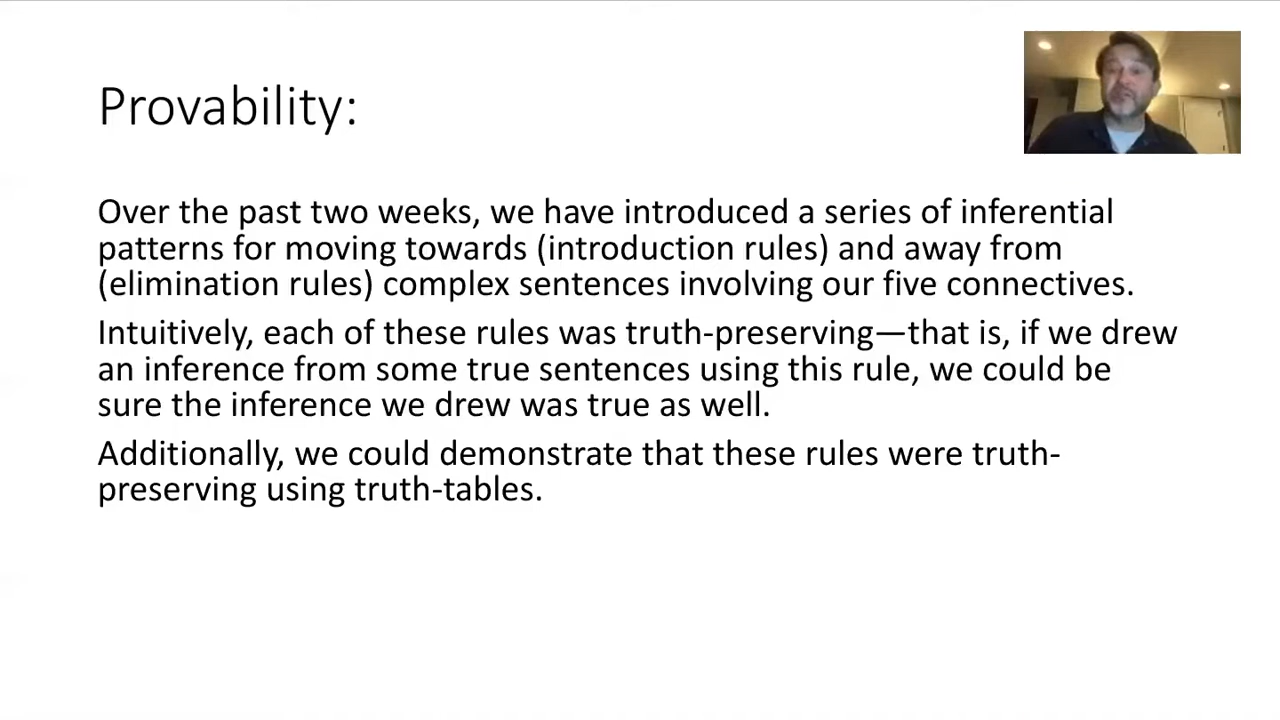 Provability:
Over the past two weeks, we have introduced a series of inferential
patterns for moving towards (introduction rules) and away from
(elimination rules) complex sentences involving our five connectives.
Intuitively, each of these rules was truth-preserving—that is, if we drew
an inference from some true sentences using this rule, we could be
sure the inference we drew was true as well.
Additionally, we could demonstrate that these rules were truth-
preserving using truth-tables.